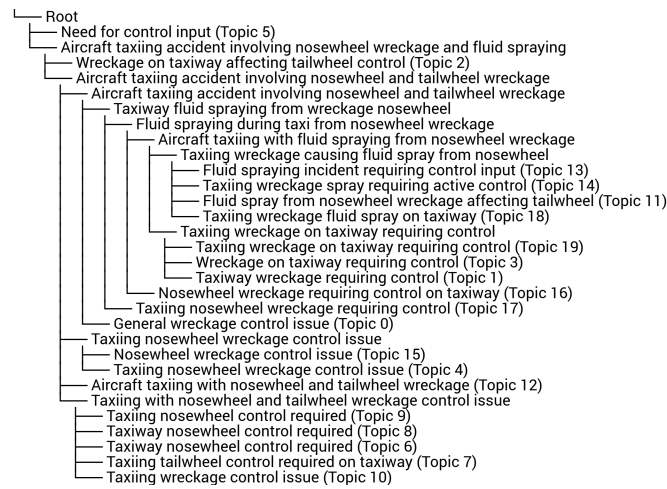 Root
Need for control input (Topic 5)
Aircraft taxiing accident involving nosewheel wreckage and fluid spraying
Wreckage on taxiway affecting tailwheel control (Topic 2)
Aircraft taxiing accident involving nosewheel and tailwheel wreckage
Aircraft taxiing accident involving nosewheel and tailwheel wreckage
Taxiway fluid spraying from wreckage nosewheel
Fluid spraying during taxi from nosewheel wreckage
Aircraft taxiing with fluid spraying from nosewheel wreckage
Taxiing wreckage causing fluid spray from nosewheel
Fluid spraying incident requiring control input (Topic 13)
Taxiing wreckage spray requiring active control (Topic 14)
Fluid spray from nosewheel wreckage affecting tailwheel (Topic 11)
Taxiing wreckage fluid spray on taxiway (Topic 18)
Taxiing wreckage on taxiway requiring control
Taxiing wreckage on taxiway requiring control (Topic 19)
Wreckage on taxiway requiring control (Topic 3)
Taxiway wreckage requiring control (Topic 1)
Nosewheel wreckage requiring control on taxiway (Topic 16)
Taxiing nosewheel wreckage requiring control (Topic 17)
General wreckage control issue (Topic 0)
Taxiing nosewheel wreckage control issue
Nosewheel wreckage control issue (Topic 15)
Taxiing nosewheel wreckage control issue (Topic 4)
Aircraft taxiing with nosewheel and tailwheel wreckage (Topic 12)
Taxiing with nosewheel and tailwheel wreckage control issue
Taxiing nosewheel control required (Topic 9)
Taxiway nosewheel control required (Topic 8)
Taxiway nosewheel control required (Topic 6)
Taxiing tailwheel control required on taxiway (Topic 7)
Taxiing wreckage control issue (Topic 10)